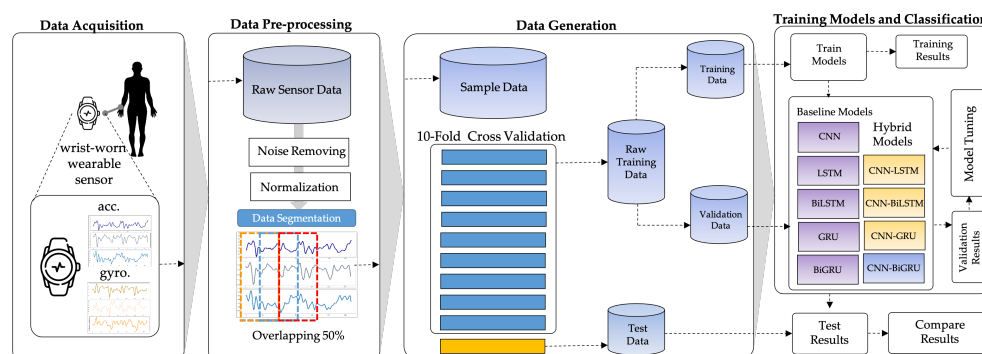 Data Acquisition
wrist-worn
wearable
sensor
acc.
gyro.
Data Pre-processing
Raw Sensor Data
Noise Removing
Normalization
Data Segmentation
Overlapping 50%
Data Generation
Sample Data
10-Fold Cross Validation
Raw
Training
Data
Training
Data
Validation
Data
Test
Data
Training Models and Classification
Train
Models
Training
Results
Baseline Models
CNN
LSTM
BiLSTM
GRU
BiGRU
Hybrid
Models
CNN-LSTM
CNN-BiLSTM
CNN-GRU
CNN-BiGRU
Model Tuning
Validation
Results
Test
Results
Compare
Results